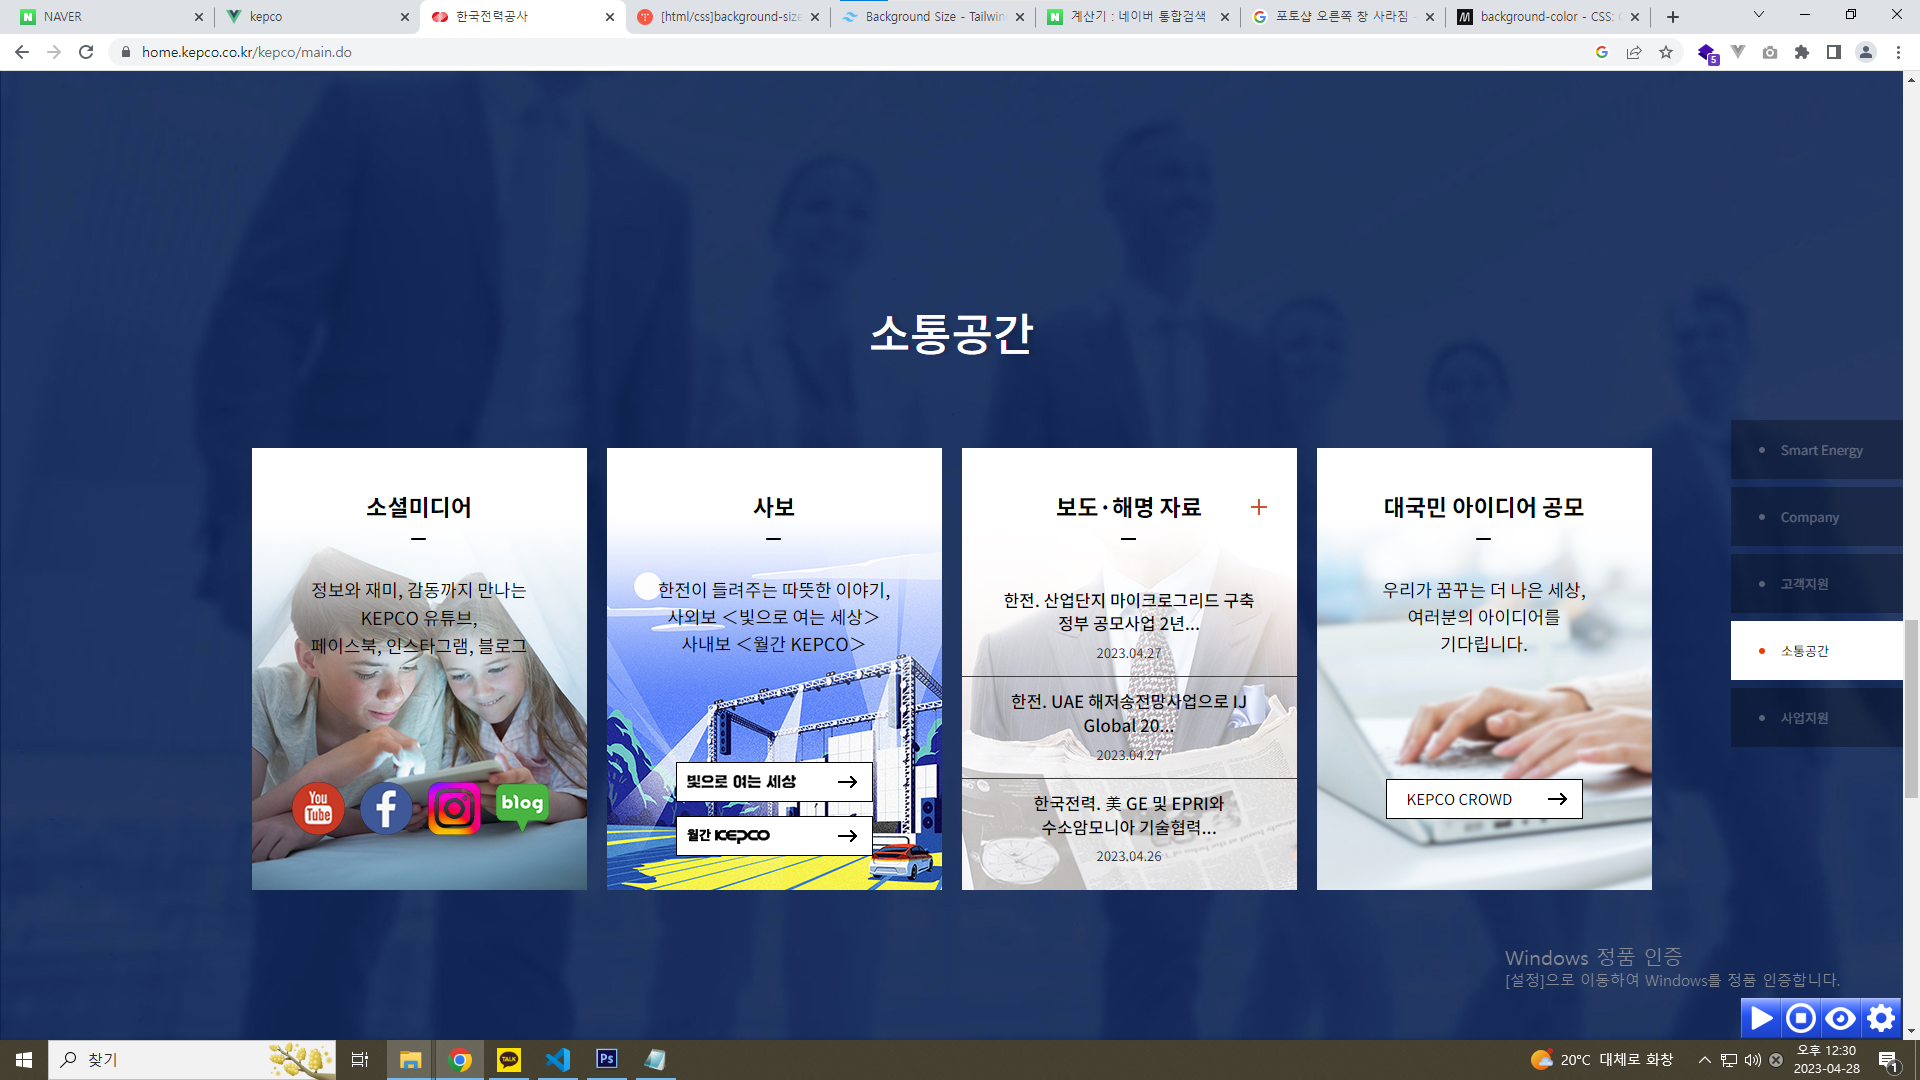 NAVER
kepco
한국전력공사
[html/css]background-size
Background Size - Tailwin
계산기 : 네이버 통합검색
포토샵 오른쪽 창 사라짐
background-color - CSS:
home.kepco.co.kr/kepco/main.do
5
소통공간
소셜미디어
정보와 재미, 감동까지 만나는
KEPCO 유튜브,
페이스북, 인스타그램, 블로그
You
Tube
blog
사보
한전이 들려주는 따뜻한 이야기,
사외보 <빛으로 여는 세상>
사내보 <월간 KEPCO>
빛으로 여는 세상
월간 KEPCO
보도·해명 자료
한전. 산업단지 마이크로그리드 구축
정부 공모사업 2년...
2023.04.27
한전. UAE 해저송전망사업으로 IJ
Global 20...
2023.04.27
한국전력. 美 GE 및 EPRI와
수소암모니아 기술협력...
2023.04.26
대국민 아이디어 공모
우리가 꿈꾸는 더 나은 세상,
여러분의 아이디어를
기다립니다.
KEPCO CROWD
Smart Energy
Company
고객지원
소통공간
사업지원
Windows 정품 인증
[설정]으로 이동하여 Windows를 정품 인증합니다.
찾기
TALK
Ps
20°C 대체로 화창
오후 12:30
2023-04-28
1